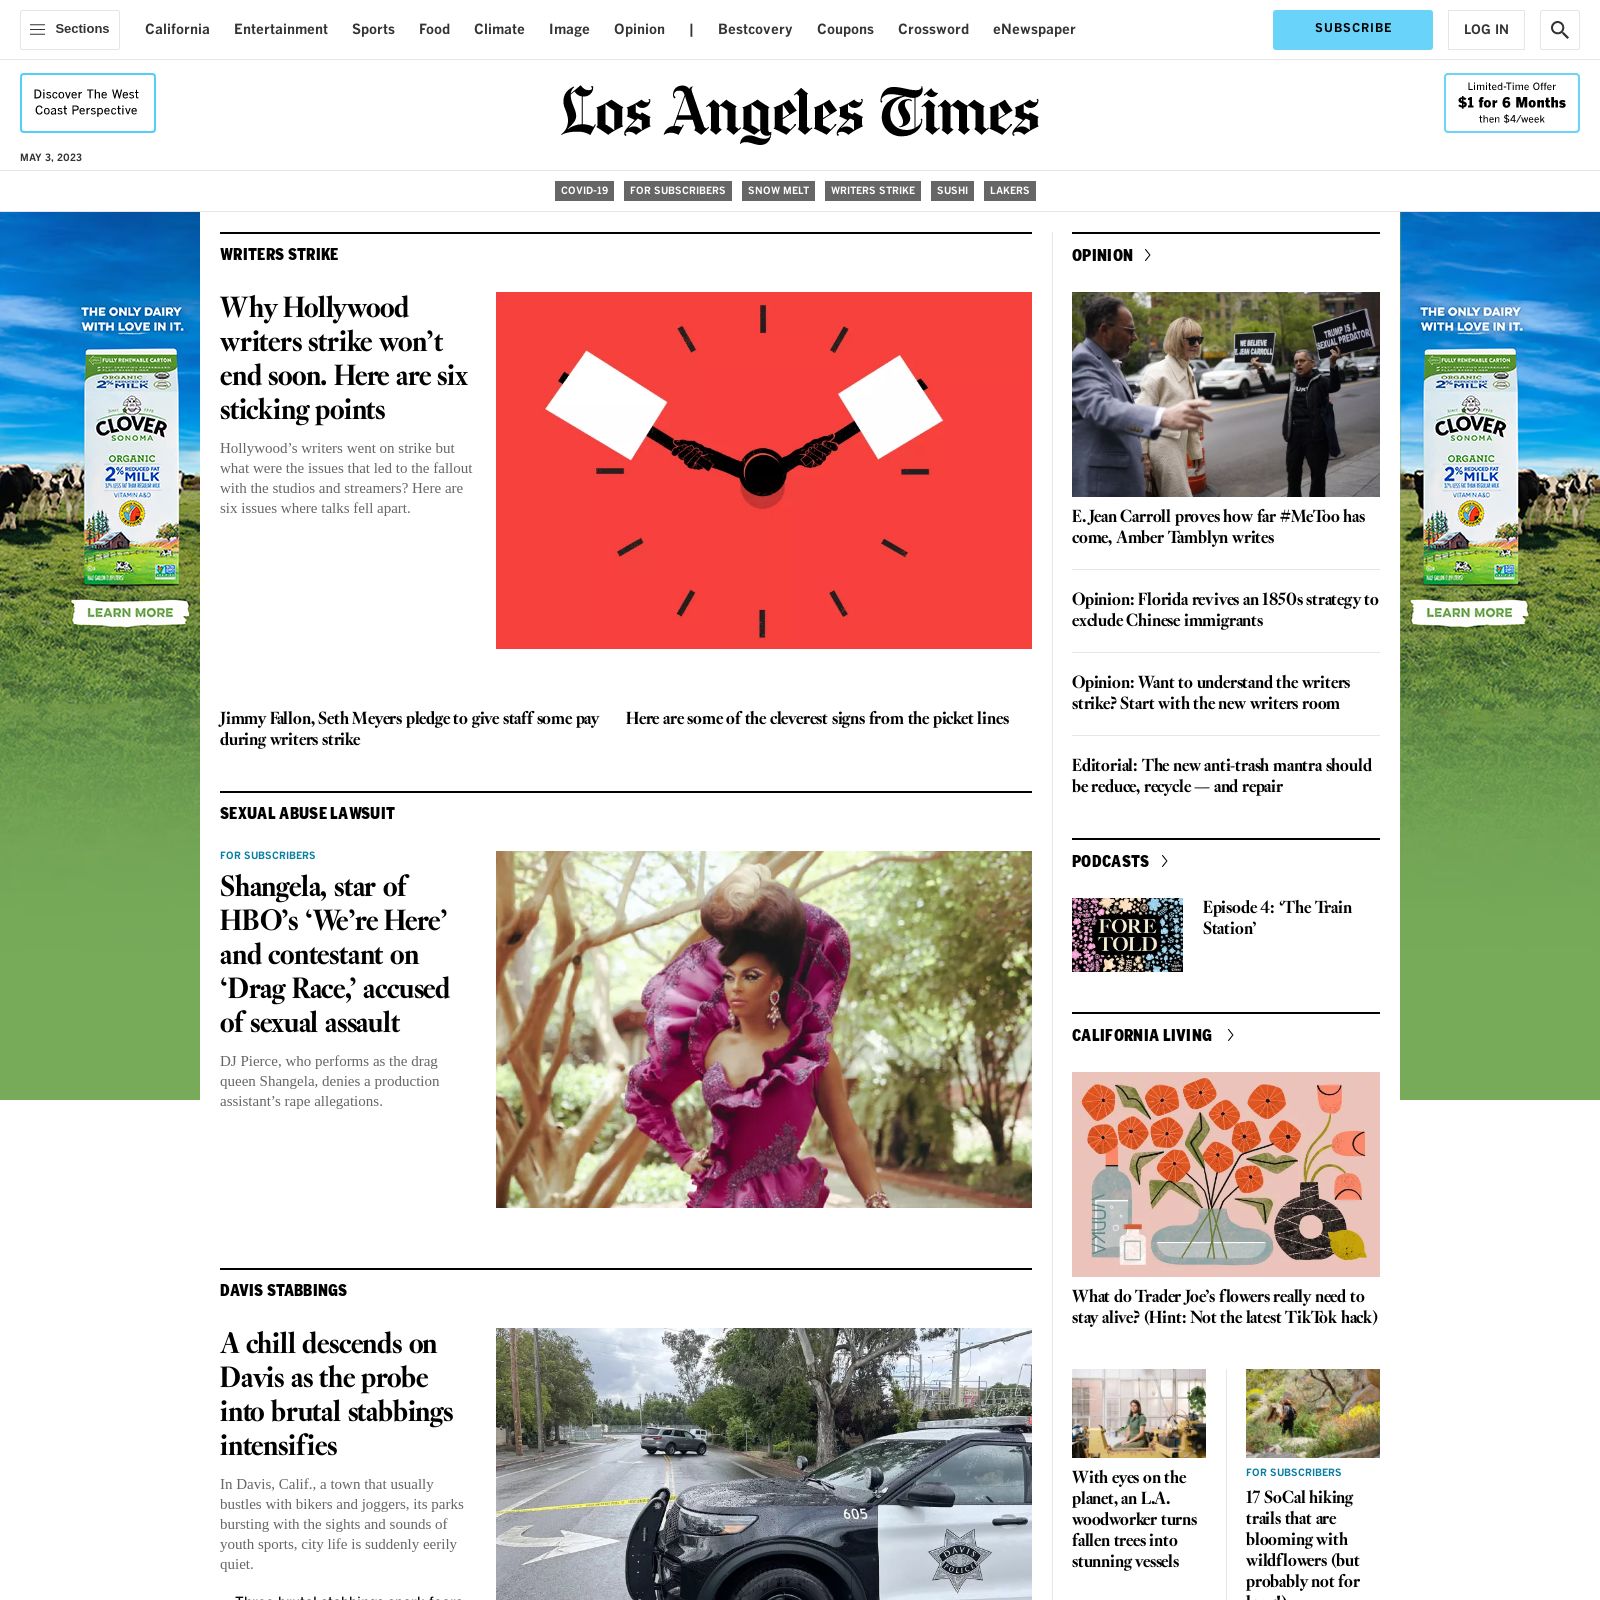 Sections
California
Entertainment
Sports
Food
Climate
Image
Opinion
|
Bestcovery
Coupons
Crossword
eNewspaper
SUBSCRIBE
LOG IN
Discover The West
Coast Perspective
Los Angeles Times
Limited-Time Offer
$1 for 6 Months
then $4/week
MAY 3, 2023
COVID-19
FOR SUBSCRIBERS
SNOW MELT
WRITERS STRIKE
SUSHI
LAKERS
THE ONLY DAIRY
WITH LOVE IN IT.
FULLY RENEWABLE CARTON
ORGANIC
2% REDUCED FAT MILK
CLOVER
SONOMA
ORGANIC
2% REDUCED FAT
MILK
VITAMIN A&D
LEARN MORE
WRITERS STRIKE
Why Hollywood
writers strike won’t
end soon. Here are six
sticking points
Hollywood’s writers went on strike but
what were the issues that led to the fallout
with the studios and streamers? Here are
six issues where talks fell apart.
Jimmy Fallon, Seth Meyers pledge to give staff some pay
during writers strike
Here are some of the cleverest signs from the picket lines
SEXUAL ABUSE LAWSUIT
FOR SUBSCRIBERS
Shangela, star of
HBO’s ‘We’re Here’
and contestant on
‘Drag Race,’ accused
of sexual assault
DJ Pierce, who performs as the drag
queen Shangela, denies a production
assistant’s rape allegations.
DAVIS STABBINGS
A chill descends on
Davis as the probe
into brutal stabbings
intensifies
In Davis, Calif., a town that usually
bustles with bikers and joggers, its parks
bursting with the sights and sounds of
youth sports, city life is suddenly eerily
quiet.
605
DAVIS
POLICE
OPINION
WE BELIEVE
E. JEAN CARROLL
TRUMP IS A
SEXUAL PREDATOR
E. Jean Carroll proves how far #MeToo has
come, Amber Tamblyn writes
Opinion: Florida revives an 1850s strategy to
exclude Chinese immigrants
Opinion: Want to understand the writers
strike? Start with the new writers room
Editorial: The new anti-trash mantra should
be reduce, recycle — and repair
PODCASTS
FORE
TOLD
Episode 4: ‘The Train
Station’
CALIFORNIA LIVING
VODKA
What do Trader Joe’s flowers really need to
stay alive? (Hint: Not the latest TikTok hack)
With eyes on the
planet, an L.A.
woodworker turns
fallen trees into
stunning vessels
FOR SUBSCRIBERS
17 SoCal hiking
trails that are
blooming with
wildflowers (but
probably not for
THE ONLY DAIRY
WITH LOVE IN IT.
FULLY RENEWABLE CARTON
ORGANIC
2% REDUCED FAT MILK
CLOVER
SONOMA
ORGANIC
2% REDUCED FAT
MILK
VITAMIN A&D
LEARN MORE